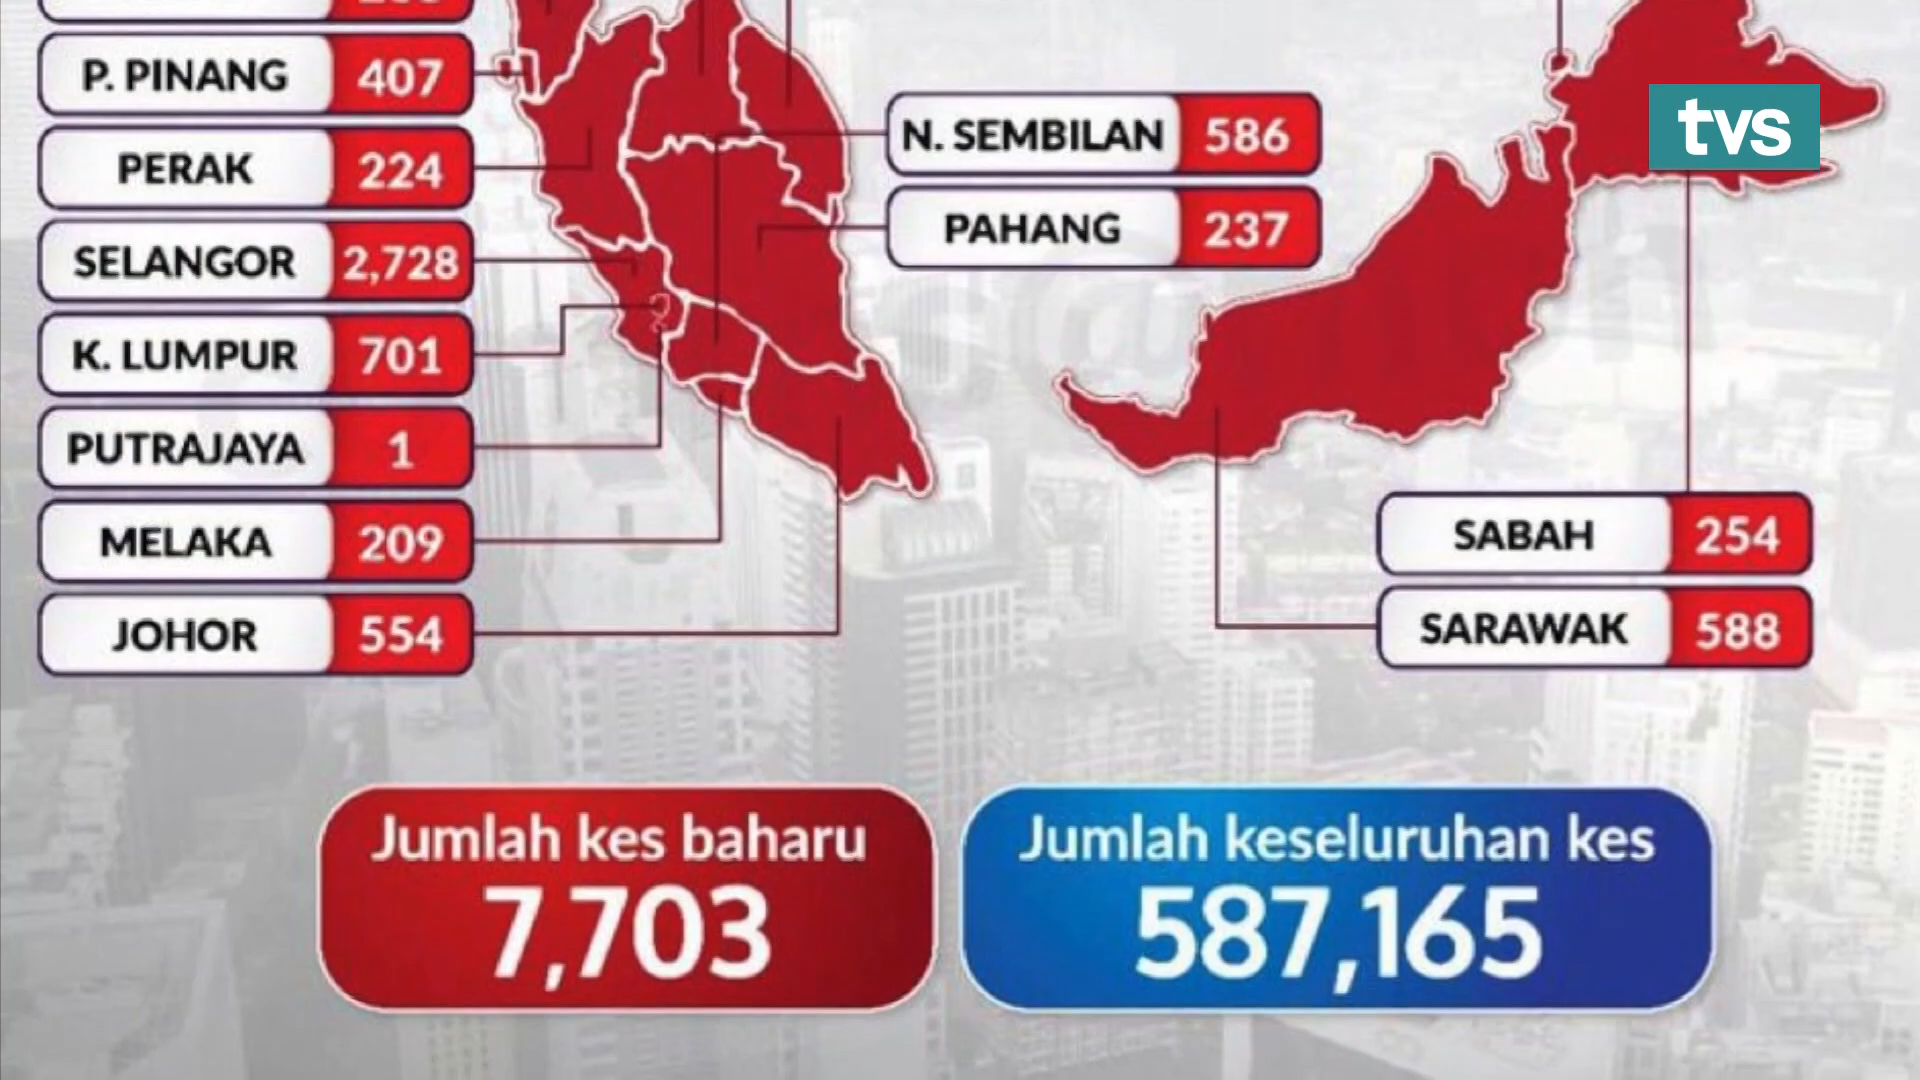 P. PINANG 407
PERAK 224
SELANGOR 2,728
K. LUMPUR 701
PUTRAJAYA 1
MELAKA 209
JOHOR 554
N. SEMBILAN 586
PAHANG 237
tvs
SABAH 254
SARAWAK 588
Jumlah kes baharu
7,703
Jumlah keseluruhan kes
587,165